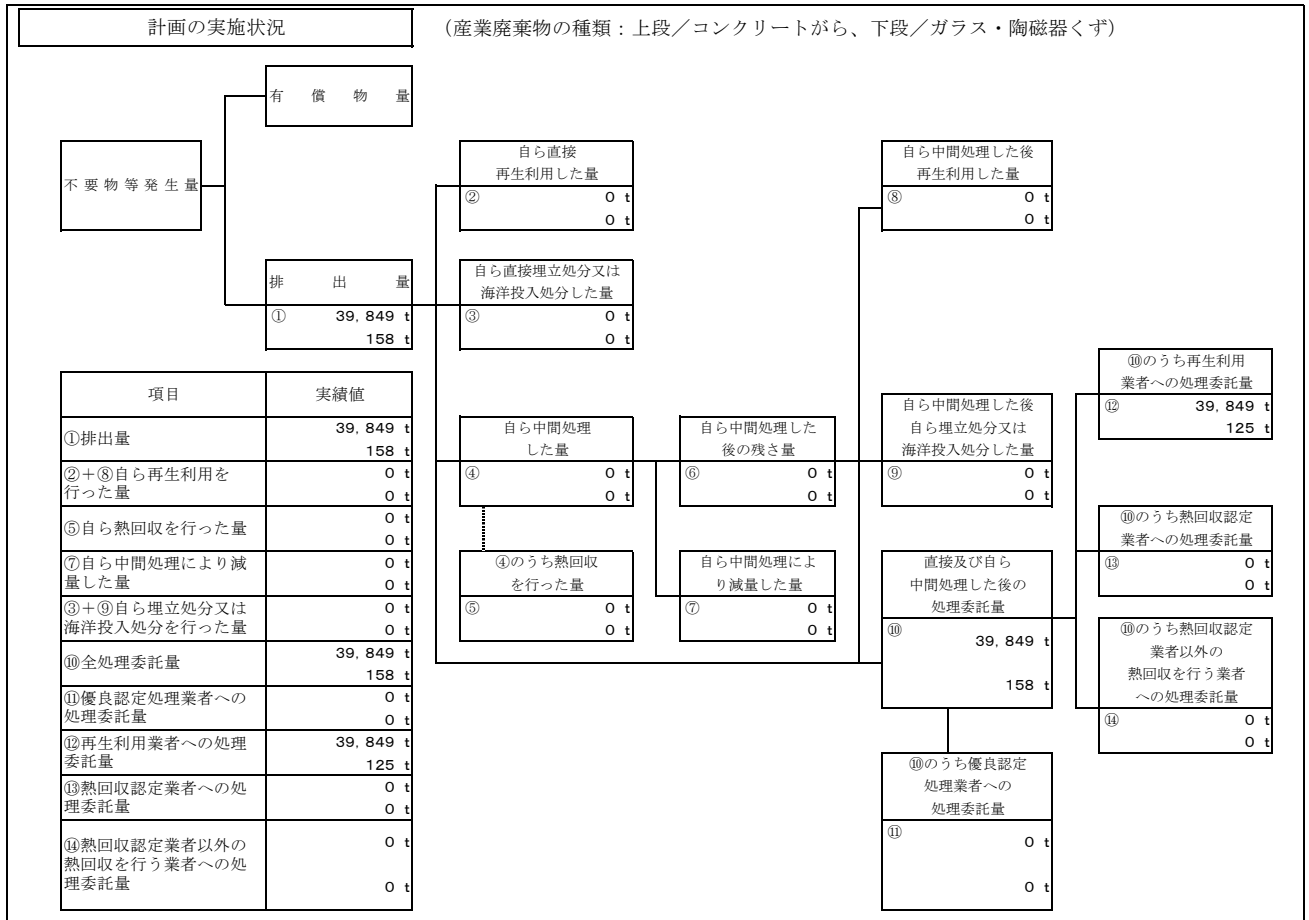 計画の実施状況
(産業廃棄物の種類：上段／コンクリートがら、下段／ガラス・陶磁器くず)
有償物量
不要物等発生量
自ら直接
再生利用した量
② 0 t
0 t
自ら中間処理した後
再生利用した量
⑧ 0 t
0 t
排出量
① 39,849 t
158 t
自ら直接埋立処分又は
海洋投入処分した量
③ 0 t
0 t
項目 実績値
①排出量 39,849 t
158 t
②＋⑧自ら再生利用を
行った量
0 t
0 t
⑤自ら熱回収を行った量 0 t
0 t
⑦自ら中間処理により減
量した量
0 t
0 t
③＋⑨自ら埋立処分又は
海洋投入処分を行った量
0 t
0 t
⑩全処理委託量 39,849 t
158 t
⑪優良認定処理業者への
処理委託量
0 t
0 t
⑫再生利用業者への処理
委託量
39,849 t
125 t
⑬熱回収認定業者への処
理委託量
0 t
0 t
⑭熱回収認定業者以外の
熱回収を行う業者への処
理委託量
0 t
0 t
自ら中間処理
した量
④ 0 t
0 t
自ら中間処理した
後の残さ量
⑥ 0 t
0 t
自ら中間処理した後
自ら埋立処分又は
海洋投入処分した量
⑨ 0 t
0 t
④のうち熱回収
を行った量
⑤ 0 t
0 t
自ら中間処理によ
り減量した量
⑦ 0 t
0 t
直接及び自ら
中間処理した後の
処理委託量
⑩ 39,849 t
158 t
⑩のうち再生利用
業者への処理委託量
⑫ 39,849 t
125 t
⑩のうち熱回収認定
業者への処理委託量
⑬ 0 t
0 t
⑩のうち熱回収認定
業者以外の
熱回収を行う業者
への処理委託量
⑭ 0 t
0 t
⑩のうち優良認定
処理業者への
処理委託量
⑪ 0 t
0 t